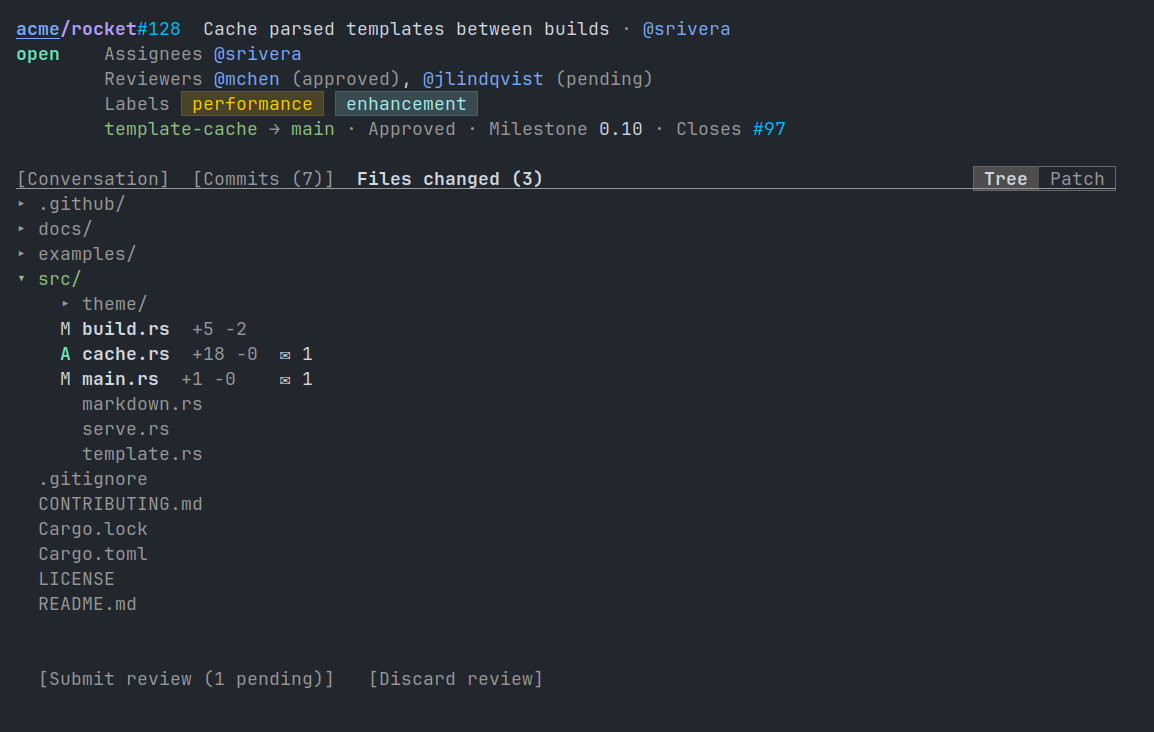 acme/rocket#128  Cache parsed templates between builds · @srivera
open    Assignees @srivera
Reviewers @mchen (approved), @jlindqvist (pending)
Labels performance enhancement
template-cache → main · Approved · Milestone 0.10 · Closes #97
[Conversation]  [Commits (7)]  Files changed (3)  Tree Patch
▸ .github/
▸ docs/
▸ examples/
▾ src/
▸ theme/
M build.rs  +5 -2
A cache.rs  +18 -0  ✉ 1
M main.rs  +1 -0    ✉ 1
markdown.rs
serve.rs
template.rs
.gitignore
CONTRIBUTING.md
Cargo.lock
Cargo.toml
LICENSE
README.md
[Submit review (1 pending)]   [Discard review]